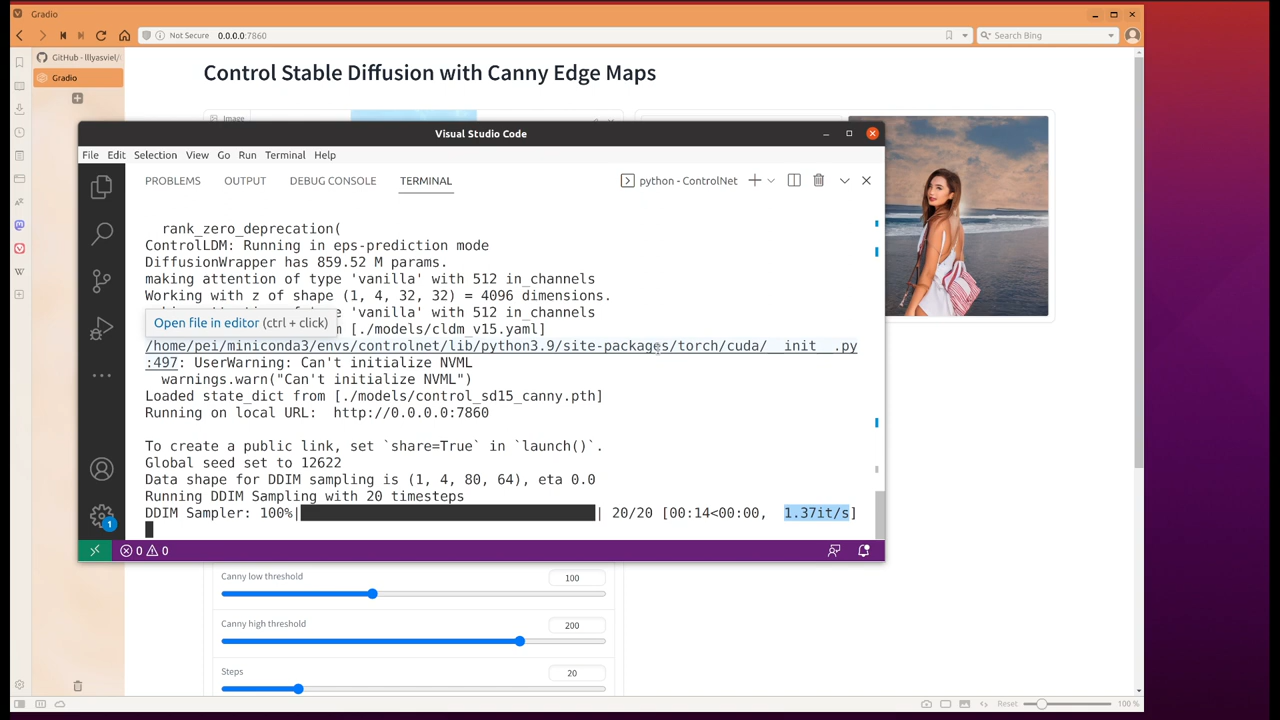 Gradio
Not Secure 0.0.0.0:7860
Search Bing
GitHub - lllyasviel/
Gradio
Control Stable Diffusion with Canny Edge Maps
Image
Visual Studio Code
File Edit Selection View Go Run Terminal Help
PROBLEMS OUTPUT DEBUG CONSOLE TERMINAL
python - ControlNet
rank_zero_deprecation(
ControlLDM: Running in eps-prediction mode
DiffusionWrapper has 859.52 M params.
making attention of type 'vanilla' with 512 in_channels
Working with z of shape (1, 4, 32, 32) = 4096 dimensions.
of type 'vanilla' with 512 in_channels
Open file in editor (ctrl + click)
[./models/cldm_v15.yaml]
/home/pei/miniconda3/envs/controlnet/lib/python3.9/site-packages/torch/cuda/__init__.py
:497: UserWarning: Can't initialize NVML
warnings.warn("Can't initialize NVML")
Loaded state_dict from [./models/control_sd15_canny.pth]
Running on local URL: http://0.0.0.0:7860
To create a public link, set `share=True` in `launch()`.
Global seed set to 12622
Data shape for DDIM sampling is (1, 4, 80, 64), eta 0.0
Running DDIM Sampling with 20 timesteps
DDIM Sampler: 100%| | 20/20 [00:14<00:00, 1.37it/s]
1
0 0
Canny low threshold 100
Canny high threshold 200
Steps 20
Reset 100 %